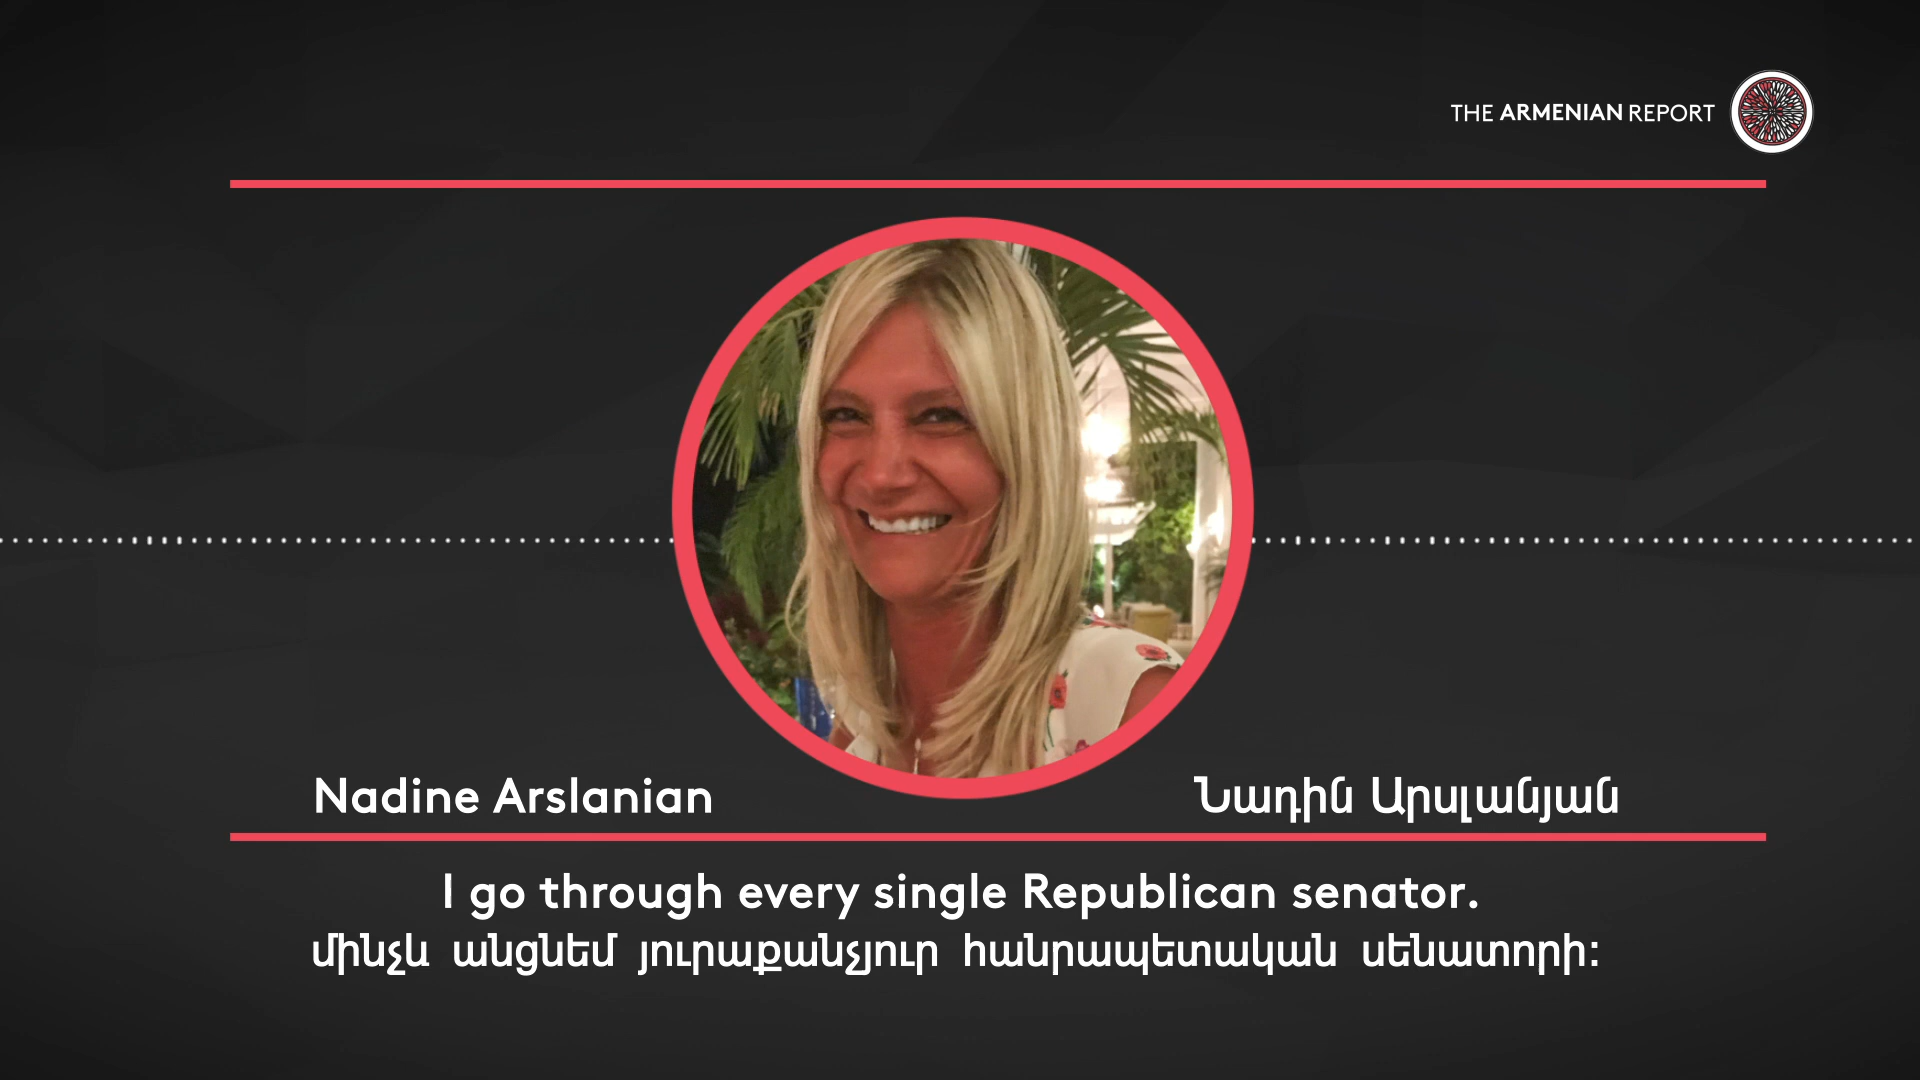 THE ARMENIAN REPORT
Nadine Arslanian
Նադին Արսլանյան
I go through every single Republican senator.
մինչև անցնեմ յուրաքանչյուր հանրապետական սենատորի: